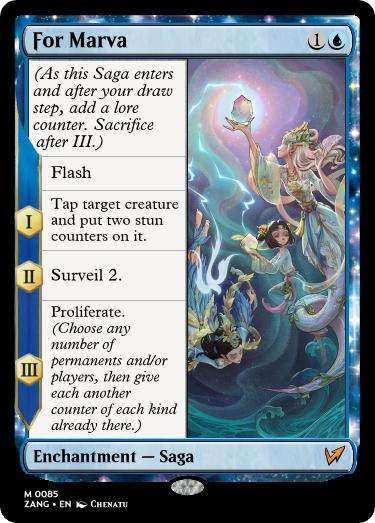 For Marva 1
(As this Saga enters
and after your draw
step, add a lore
counter. Sacrifice
after III.)
Flash
I
Tap target creature
and put two stun
counters on it.
II
Surveil 2.
III
Proliferate.
(Choose any
number of
permanents and/or
players, then give
each another
counter of each kind
already there.)
Enchantment — Saga
M 0085
ZANG • EN Chenatu